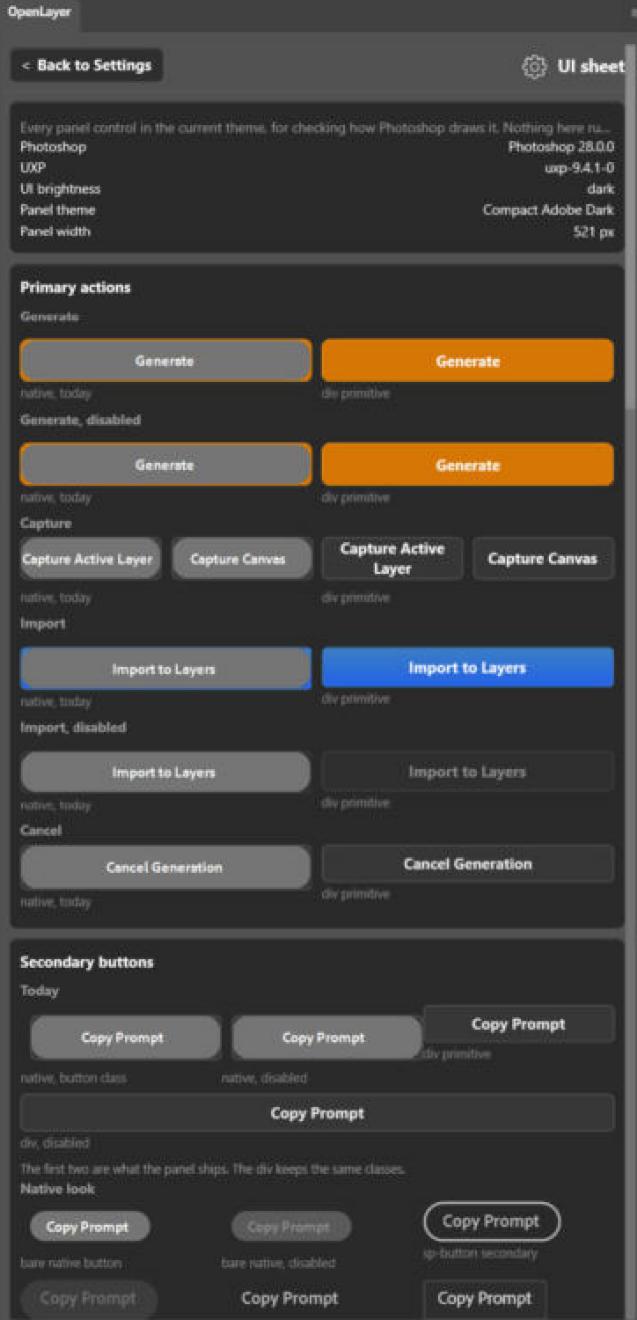 OpenLayer
< Back to Settings
UI sheet
Every panel control in the current theme, for checking how Photoshop draws it. Nothing here ru...
Photoshop Photoshop 28.0.0
UXP uxp-9.4.1-0
UI brightness dark
Panel theme Compact Adobe Dark
Panel width 521 px
Primary actions
Generate
Generate Generate
native, today div primitive
Generate, disabled
Generate Generate
native, today div primitive
Capture
Capture Active Layer Capture Canvas Capture Active Layer Capture Canvas
native, today div primitive
Import
Import to Layers Import to Layers
native, today div primitive
Import, disabled
Import to Layers Import to Layers
native, today div primitive
Cancel
Cancel Generation Cancel Generation
native, today div primitive
Secondary buttons
Today
Copy Prompt Copy Prompt Copy Prompt
native, button class native, disabled div primitive
Copy Prompt
div, disabled
The first two are what the panel ships. The div keeps the same classes.
Native look
Copy Prompt Copy Prompt Copy Prompt
bare native button bare native, disabled sp-button secondary
Copy Prompt Copy Prompt Copy Prompt